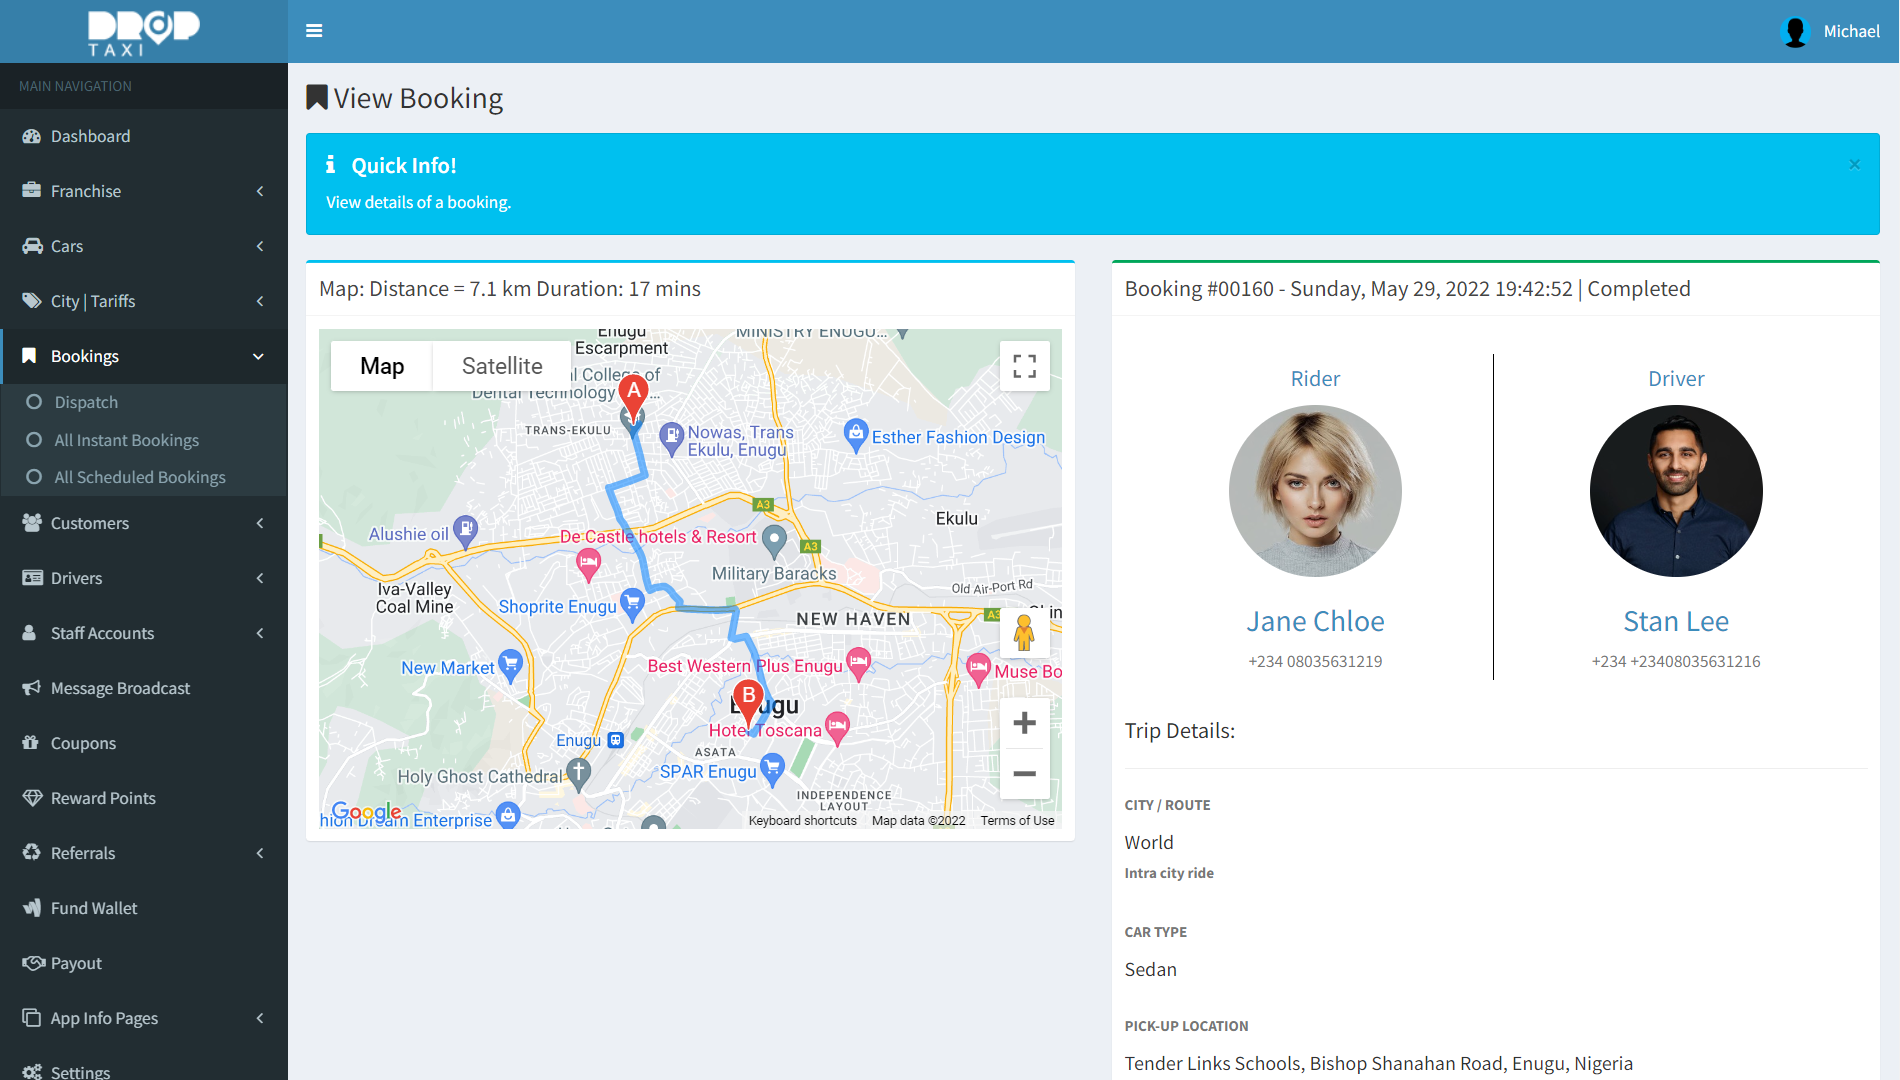 DROP
TAXI
Michael
MAIN NAVIGATION
Dashboard
Franchise
Cars
City | Tariffs
Bookings
Dispatch
All Instant Bookings
All Scheduled Bookings
Customers
Drivers
Staff Accounts
Message Broadcast
Coupons
Reward Points
Referrals
Fund Wallet
Payout
App Info Pages
Settings
View Booking
Quick Info!
×
View details of a booking.
Map: Distance = 7.1 km Duration: 17 mins
Enugu
Escarpment
MINISTRY ENUGU...
Map
Satellite
l College of
Dental Technology ...
A
TRANS-EKULU
Nowas, Trans
Ekulu, Enugu
Esther Fashion Design
A3
Ekulu
Alushie oil
De Castle hotels & Resort
A3
Military Baracks
Iva-Valley
Coal Mine
Old Air-Port Rd
Shoprite Enugu
NEW HAVEN
A3
New Market
Best Western Plus Enugu
Muse Bo
B
Enugu
Hotel Toscana
Enugu
ASATA
Holy Ghost Cathedral
SPAR Enugu
INDEPENDENCE
LAYOUT
Google
hion Dream Enterprise
Keyboard shortcuts
Map data ©2022
Terms of Use
Booking #00160 - Sunday, May 29, 2022 19:42:52 | Completed
Rider
Driver
Jane Chloe
Stan Lee
+234 08035631219
+234 +23408035631216
Trip Details:
CITY / ROUTE
World
Intra city ride
CAR TYPE
Sedan
PICK-UP LOCATION
Tender Links Schools, Bishop Shanahan Road, Enugu, Nigeria